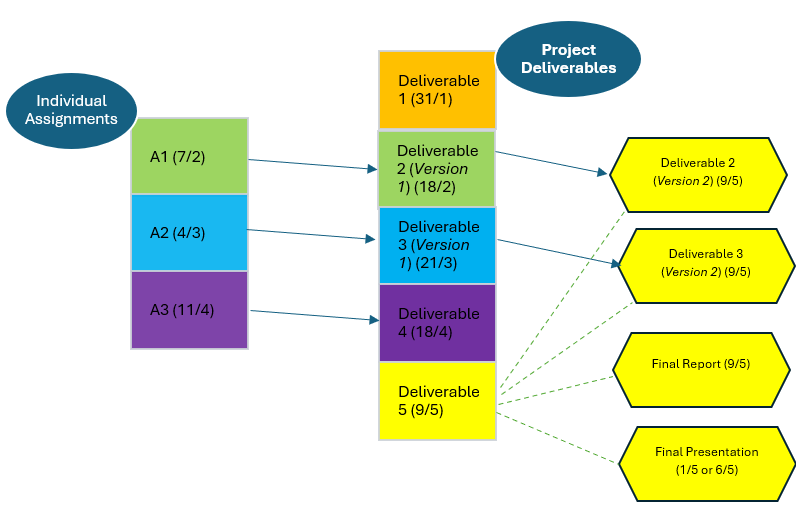 Individual
Assignments
A1 (7/2)
A2 (4/3)
A3 (11/4)
Project
Deliverables
Deliverable
1 (31/1)
Deliverable
2 (Version
1) (18/2)
Deliverable
3 (Version
1) (21/3)
Deliverable
4 (18/4)
Deliverable
5 (9/5)
Deliverable 2
(Version 2) (9/5)
Deliverable 3
(Version 2) (9/5)
Final Report (9/5)
Final Presentation
(1/5 or 6/5)